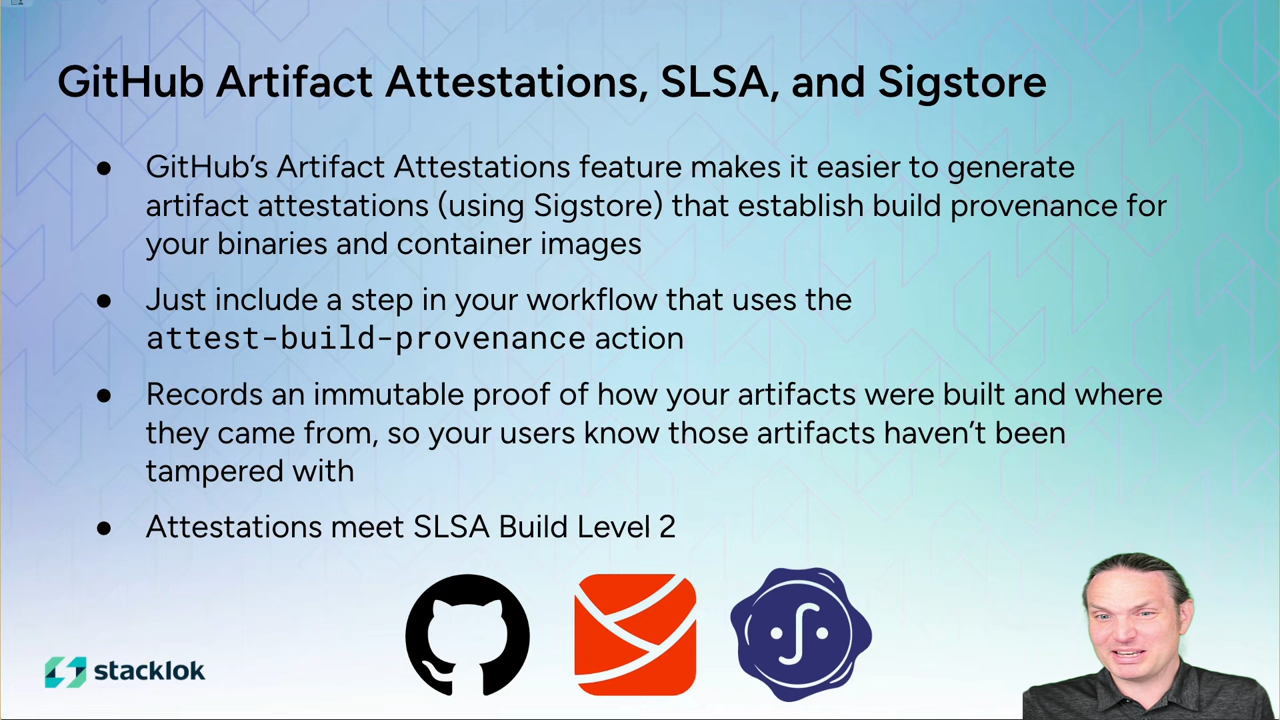 GitHub Artifact Attestations, SLSA, and Sigstore
● GitHub’s Artifact Attestations feature makes it easier to generate
artifact attestations (using Sigstore) that establish build provenance for
your binaries and container images
● Just include a step in your workflow that uses the
attest-build-provenance action
● Records an immutable proof of how your artifacts were built and where
they came from, so your users know those artifacts haven’t been
tampered with
● Attestations meet SLSA Build Level 2
stacklok